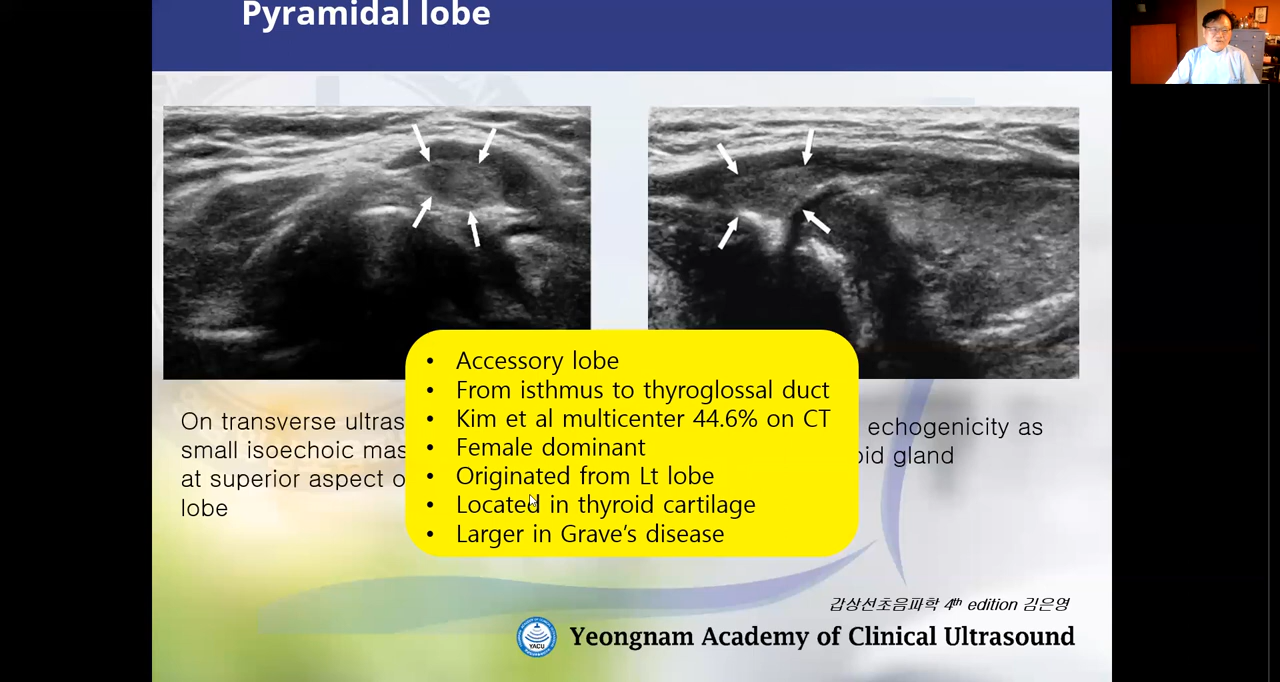 Pyramidal lobe
• Accessory lobe
• From isthmus to thyroglossal duct
• Kim et al multicenter 44.6% on CT
• Female dominant
• Originated from Lt lobe
• Located in thyroid cartilage
• Larger in Grave's disease
On transverse ultras
small isoechoic mas
at superior aspect o
lobe
echogenicity as
oid gland
갑상선초음파학 4th edition 김은영
YACU
Yeongnam Academy of Clinical Ultrasound